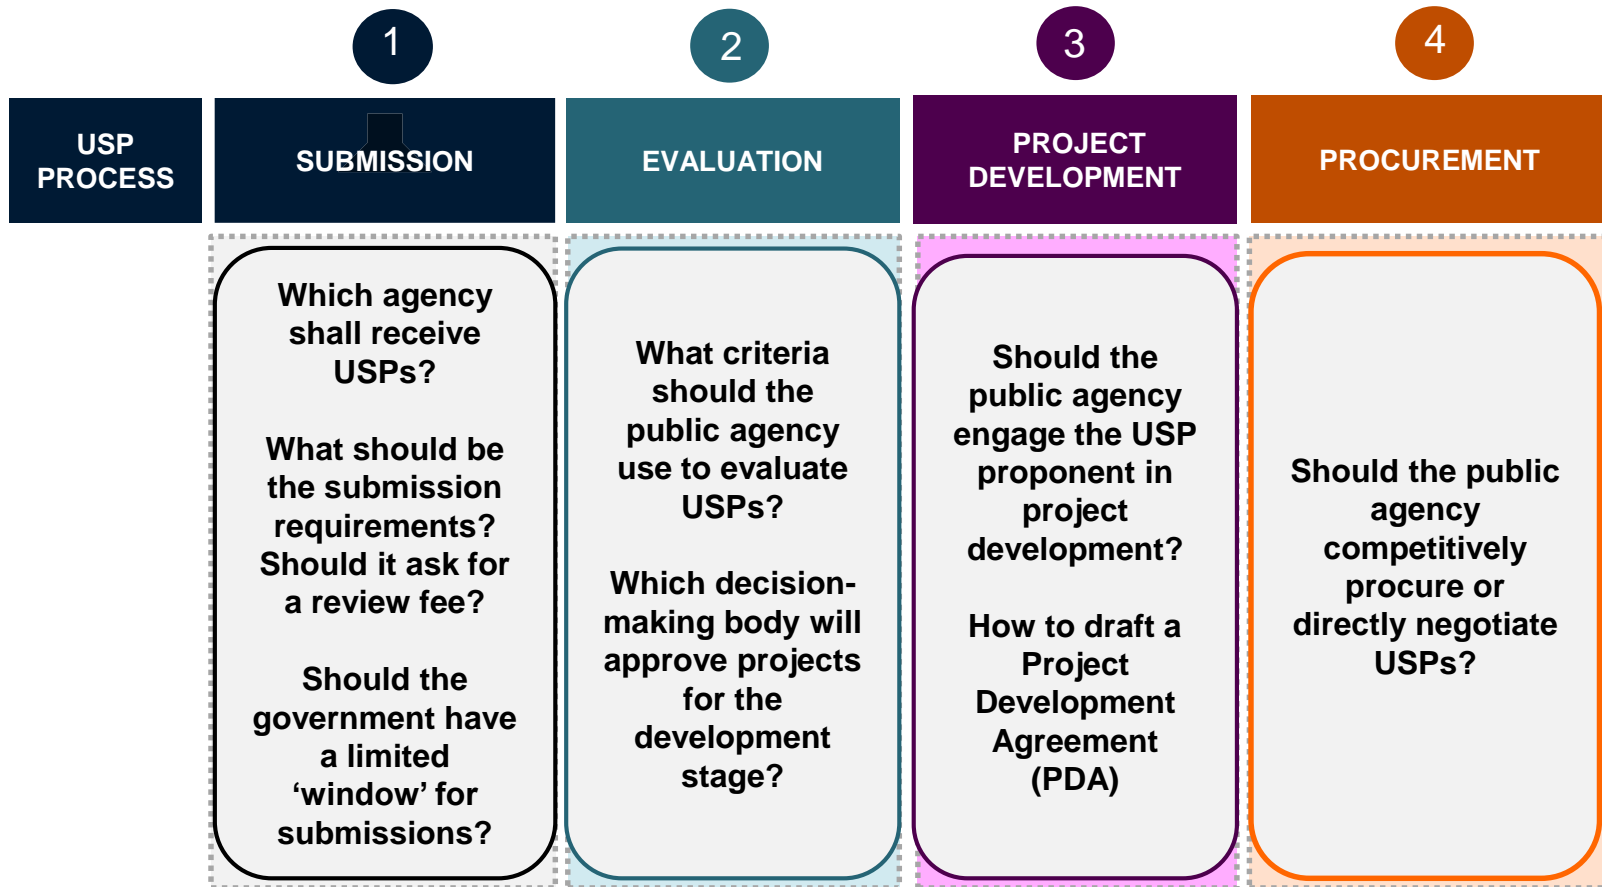 1
2
3
4
USP
PROCESS
SUBMISSION
EVALUATION
PROJECT
DEVELOPMENT
PROCUREMENT
Which agency
shall receive
USPs?
What should be
the submission
requirements?
Should it ask for
a review fee?
Should the
government have
a limited
‘window’ for
submissions?
What criteria
should the
public agency
use to evaluate
USPs?
Which decision-
making body will
approve projects
for the
development
stage?
Should the
public agency
engage the USP
proponent in
project
development?
How to draft a
Project
Development
Agreement
(PDA)
Should the public
agency
competitively
procure or
directly negotiate
USPs?